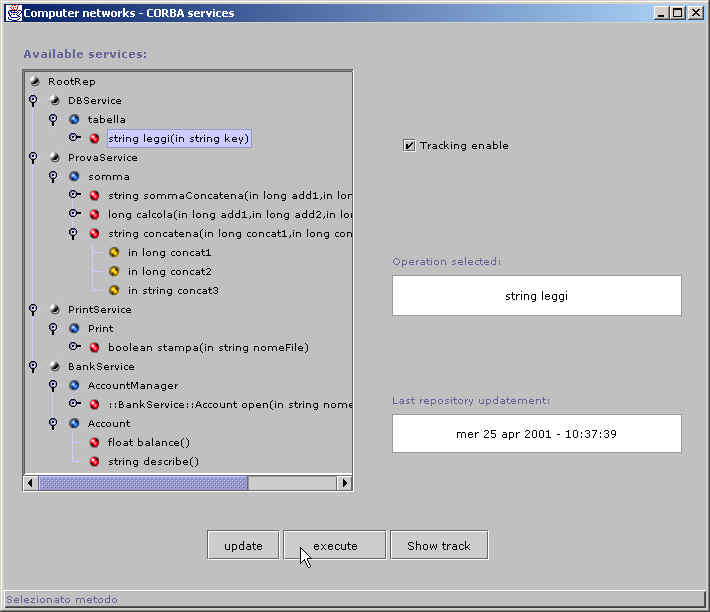 Computer networks - CORBA services
Available services:
RootRep
DBService
tabella
string leggi(in string key)
ProvaService
somma
string sommaConcatena(in long add1,in lon
long calcola(in long add1,in long add2,in lo
string concatena(in long concat1,in long con
in long concat1
in long concat2
in string concat3
PrintService
Print
boolean stampa(in string nomeFile)
BankService
AccountManager
::BankService::Account open(in string nome
Account
float balance()
string describe()
Tracking enable
Operation selected:
string leggi
Last repository updatement:
mer 25 apr 2001 - 10:37:39
update
execute
Show track
Selezionato metodo